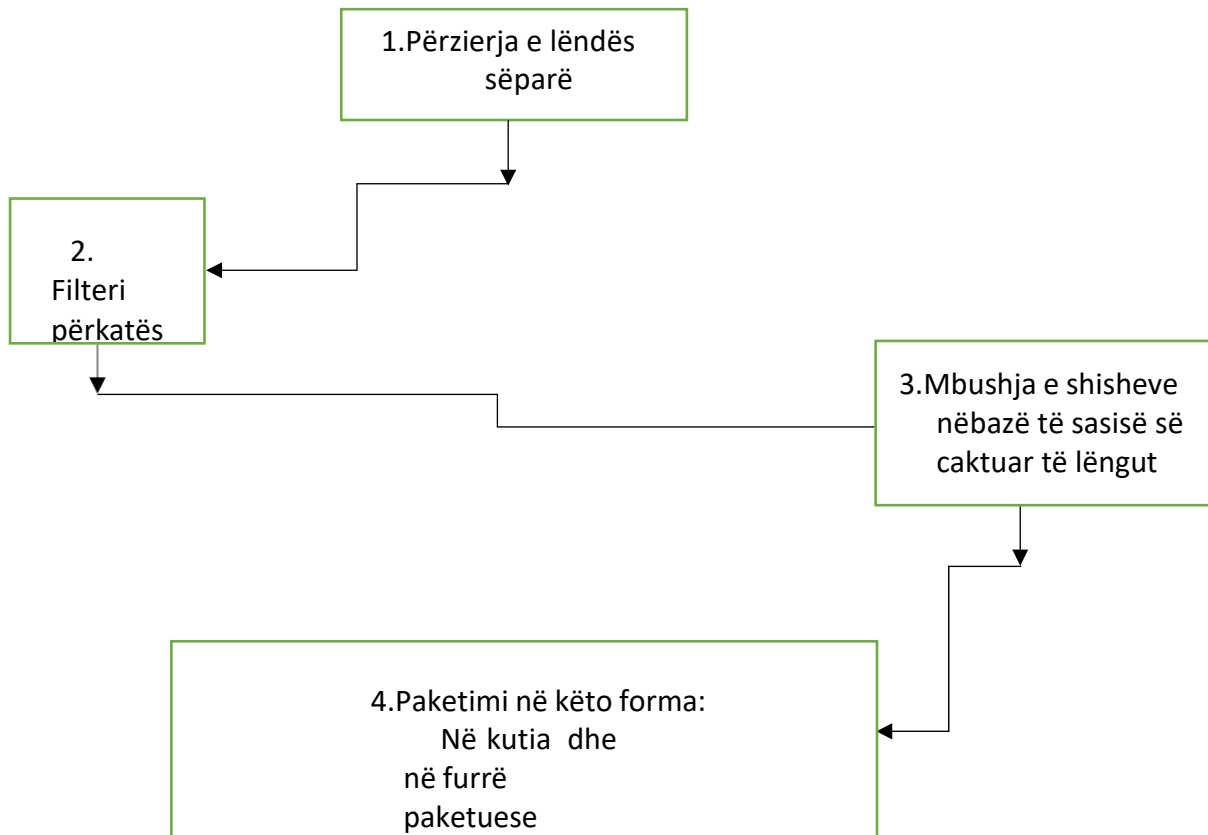 1.Përzierja e lëndës
sëparë
2.
Filteri
përkatës
3.Mbushja e shisheve
nëbazë të sasisë së
caktuar të lëngut
4.Paketimi në këto forma:
Në kutia dhe
në furrë
paketuese